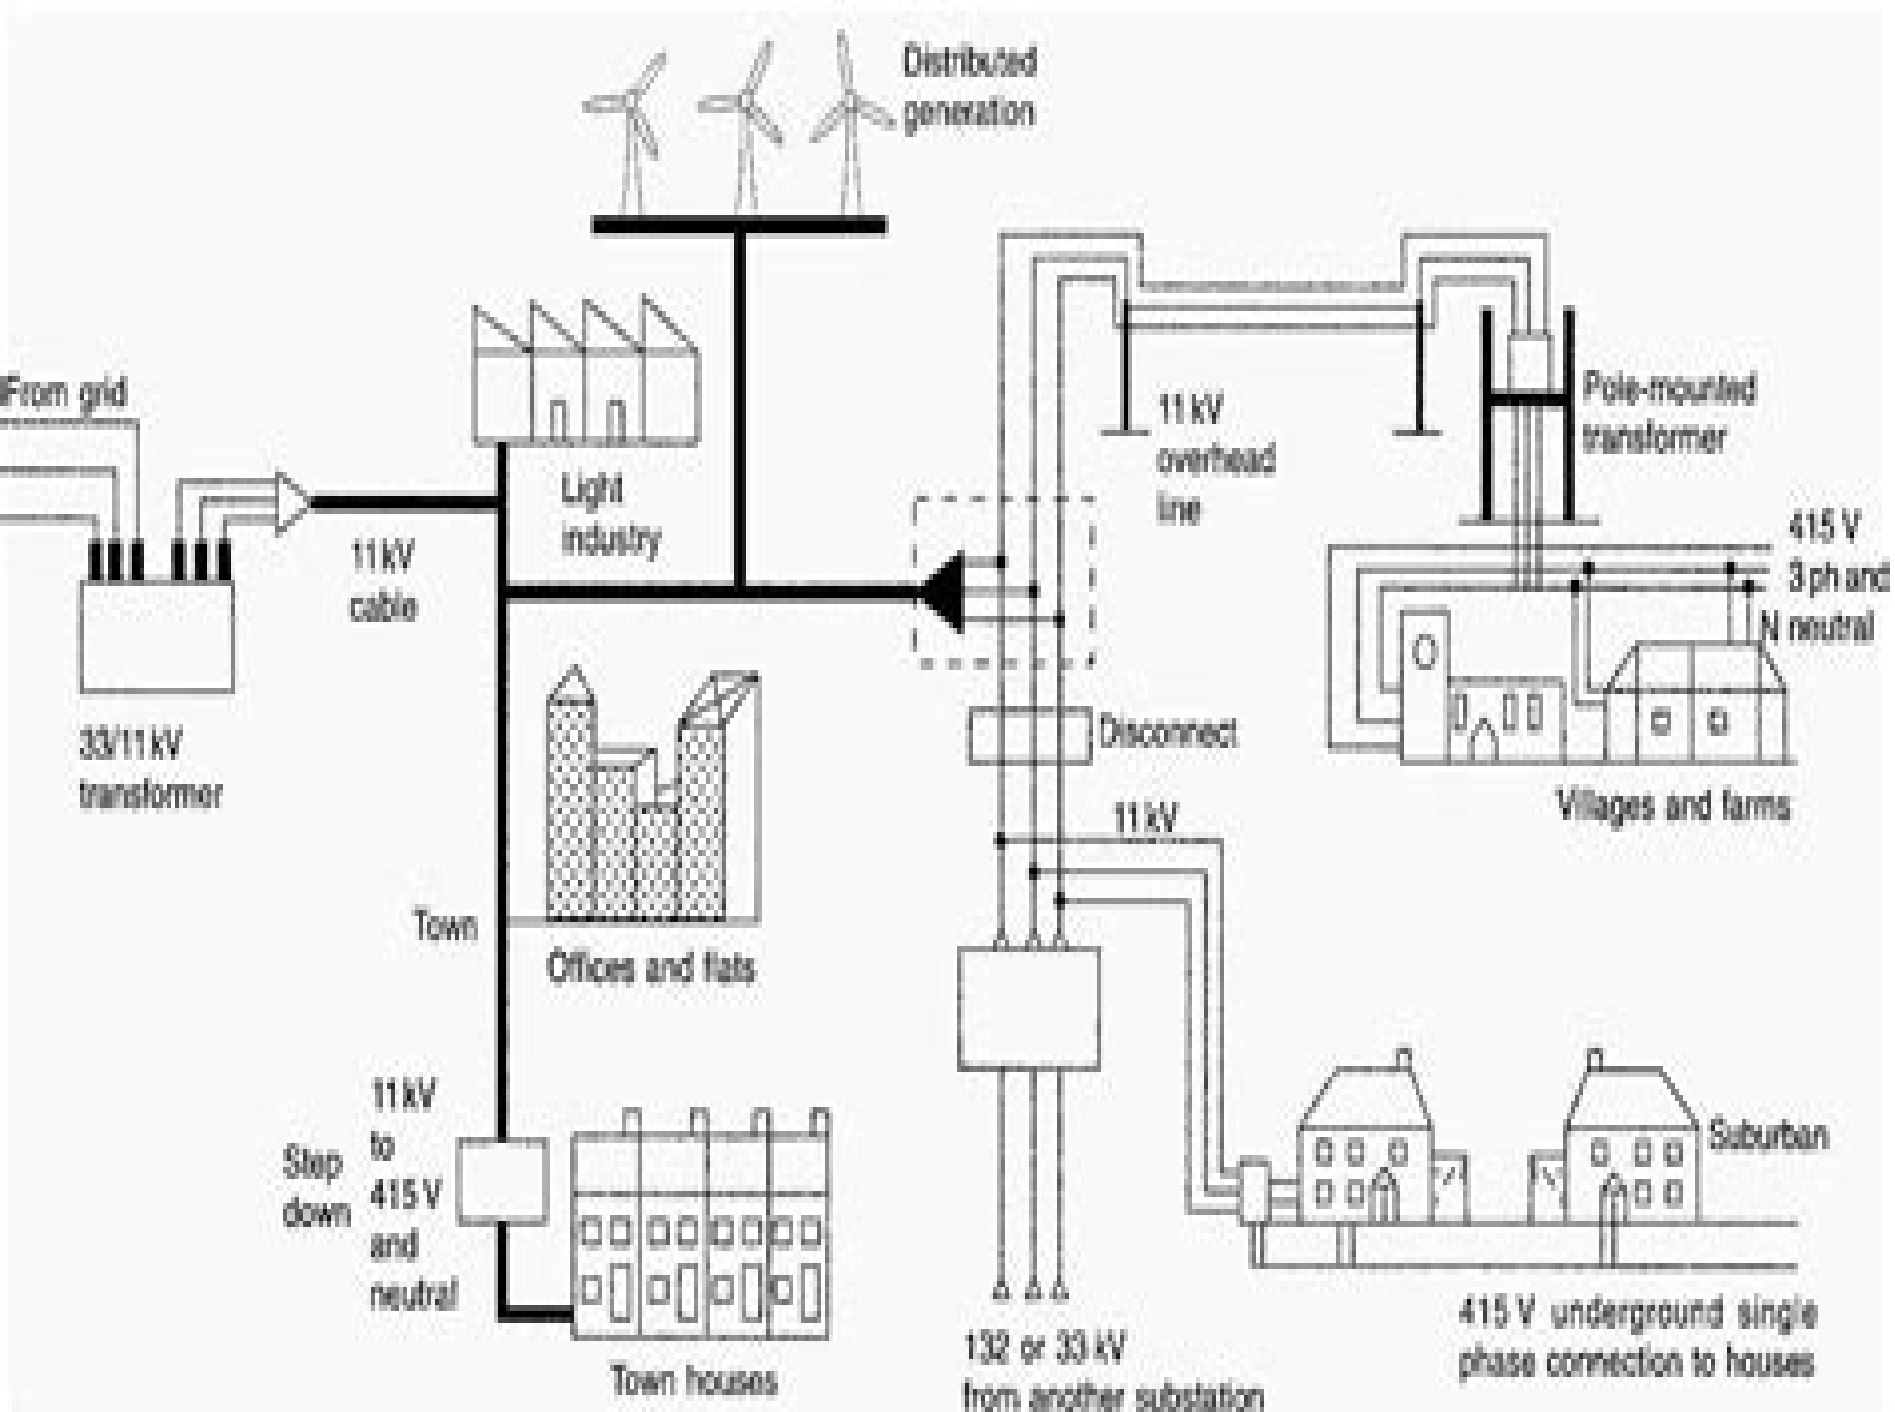 Distributed
generation
From grid
Light
industry
11 kV
cable
33/11 kV
transformer
11 kV
overhead
line
Pole-mounted
transformer
415 V
3 ph and
N neutral
Villages and farms
Disconnect
11 kV
Town
Offices and flats
11 kV
to
415 V
and
neutral
Step
down
Town houses
132 or 33 kV
from another substation
Suburban
415 V underground single
phase connection to houses